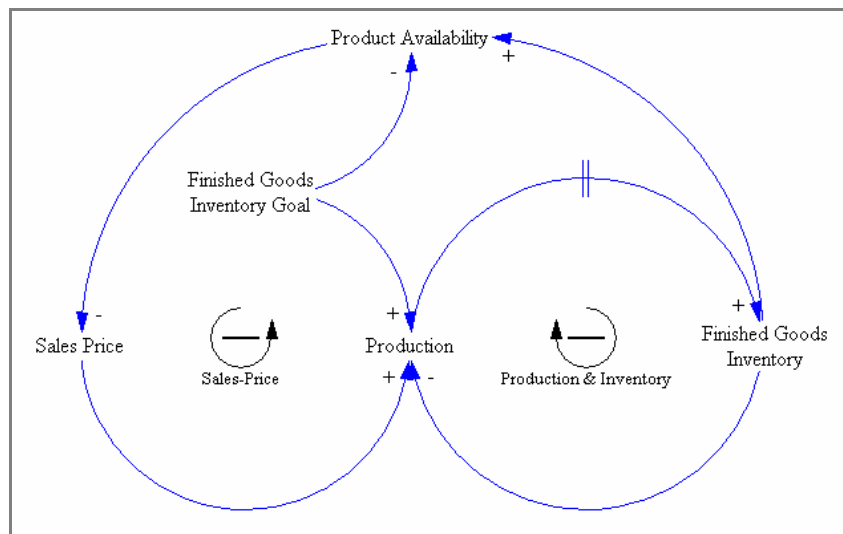 Product Availability
+
-
Finished Goods
Inventory Goal
-
+
+
Sales Price
Production
Finished Goods
Inventory
Sales-Price
+
-
Production & Inventory